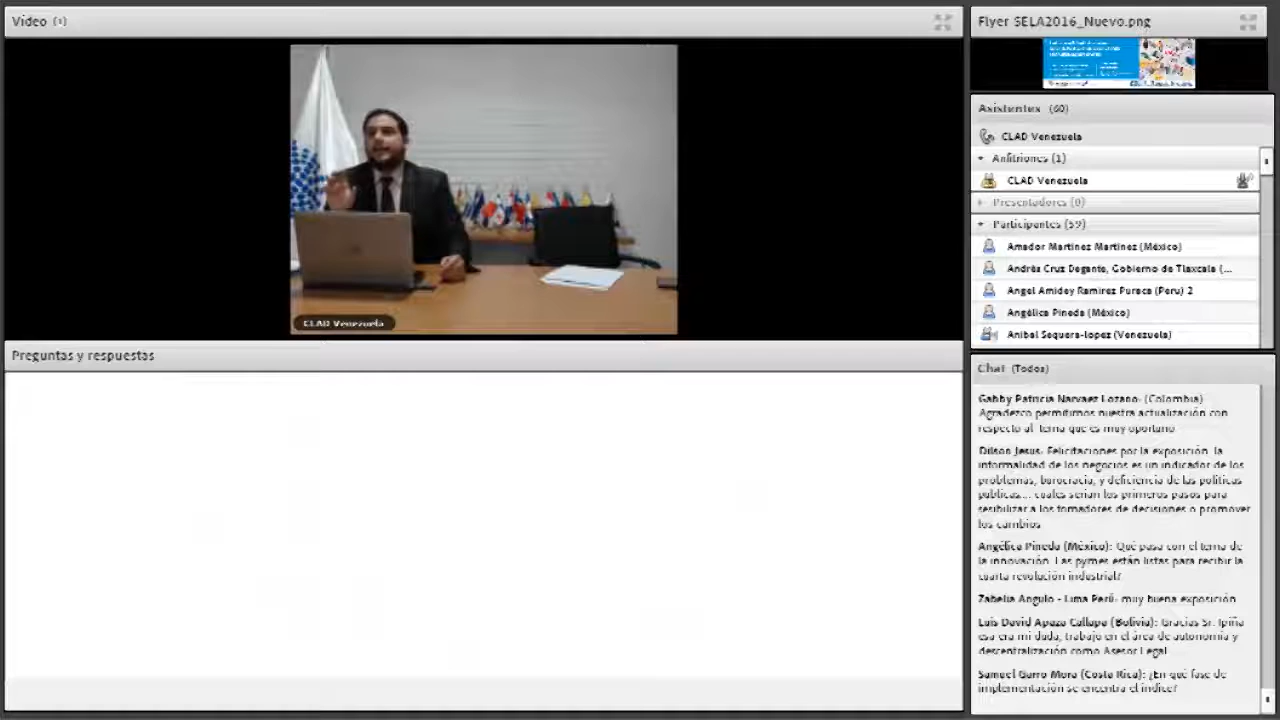 Video (1)
CLAD Venezuela
Preguntas y respuestas
Flyer SELA2016_Nuevo.png
Asistentes (60)
CLAD Venezuela
Anfitriones (1)
CLAD Venezuela
Presentadores (0)
Participantes (59)
Amador Martinez Martinez (México)
Andrés Cruz Degante, Gobierno de Tlaxcala (...
Angel Amidey Ramirez Puraca (Peru) 2
Angélica Pineda (México)
Anibal Sequera-lopez (Venezuela)
Chat (Todos)
Gabby Patricia Narvaez Lozano- (Colombia)
Agradezco permitirnos nuestra actualización con
respecto al tema que es muy oportuno
Dilson Jesus- Felicitaciones por la exposición, la
informalidad de los negocios es un indicador de los
problemas, burocracia, y deficiencia de las políticas
publicas... cuales serian los primeros pasos para
sesibilizar a los tomadores de decisiones o promover
los cambios
Angélica Pineda (México): Qué pasa con el tema de
la innovación. Las pymes están listas para recibir la
cuarta revolución industrial?
Zabelia Angulo - Lima Perú- muy buena exposición
Luis David Apaza Callapa (Bolivia): Gracias Sr. Ipiña
esa era mi duda, trabajo en el área de autonomía y
descentralización como Asesor Legal
Samuel Garro Mora (Costa Rica): ¿En qué fase de
implementación se encontra el índice?